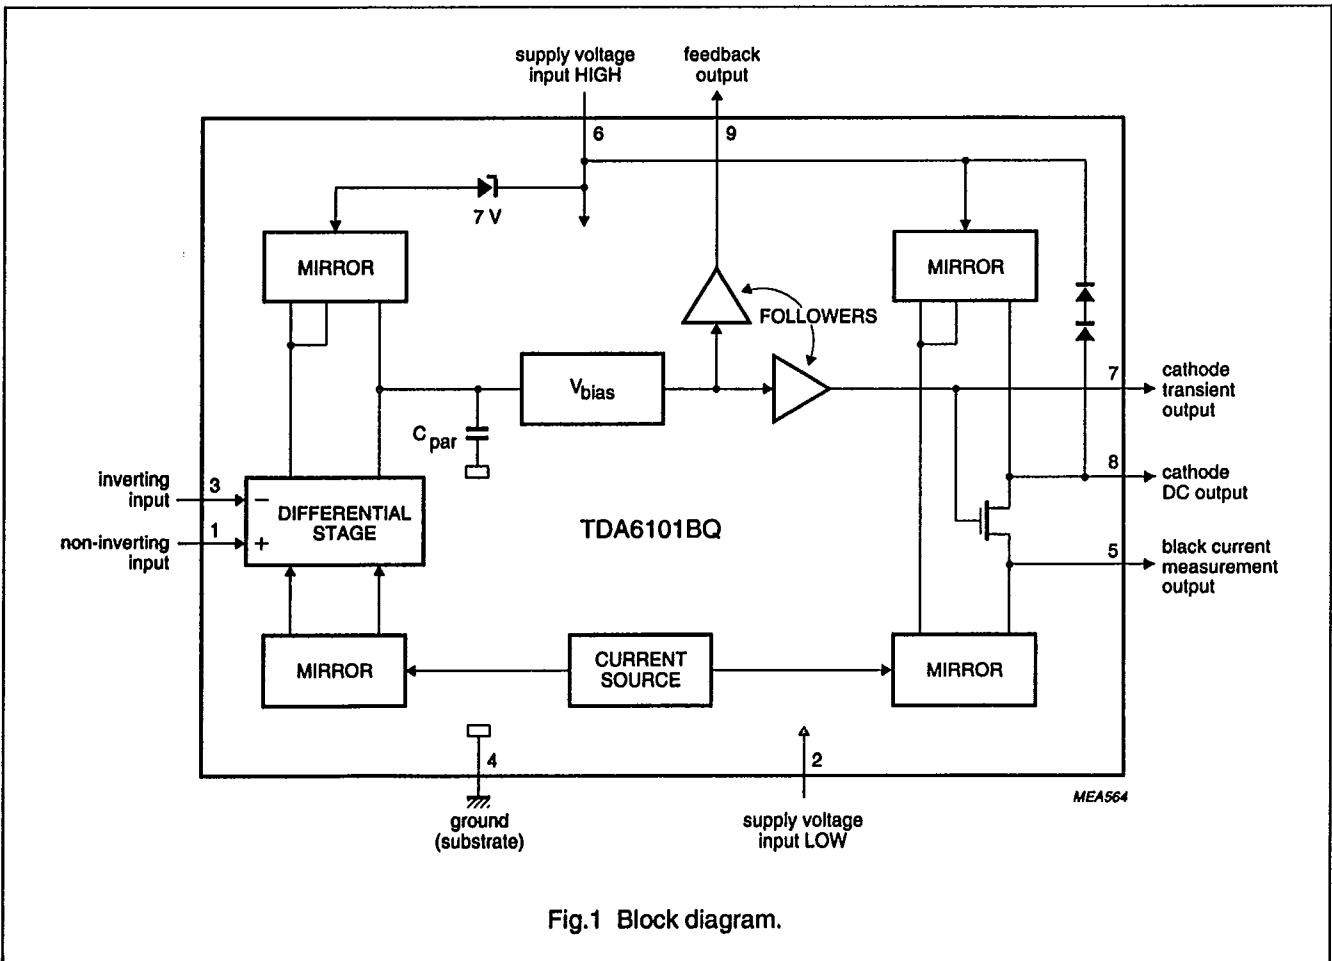 supply voltage
input HIGH
feedback
output
6
9
7 V
MIRROR
MIRROR
FOLLOWERS
Vbias
7
cathode
transient
output
Cpar
8
cathode
DC output
inverting
input
3
−
DIFFERENTIAL
STAGE
TDA6101BQ
non-inverting
input
1
+
5
black current
measurement
output
MIRROR
CURRENT
SOURCE
MIRROR
4
2
MEA564
ground
(substrate)
supply voltage
input LOW
Fig.1 Block diagram.